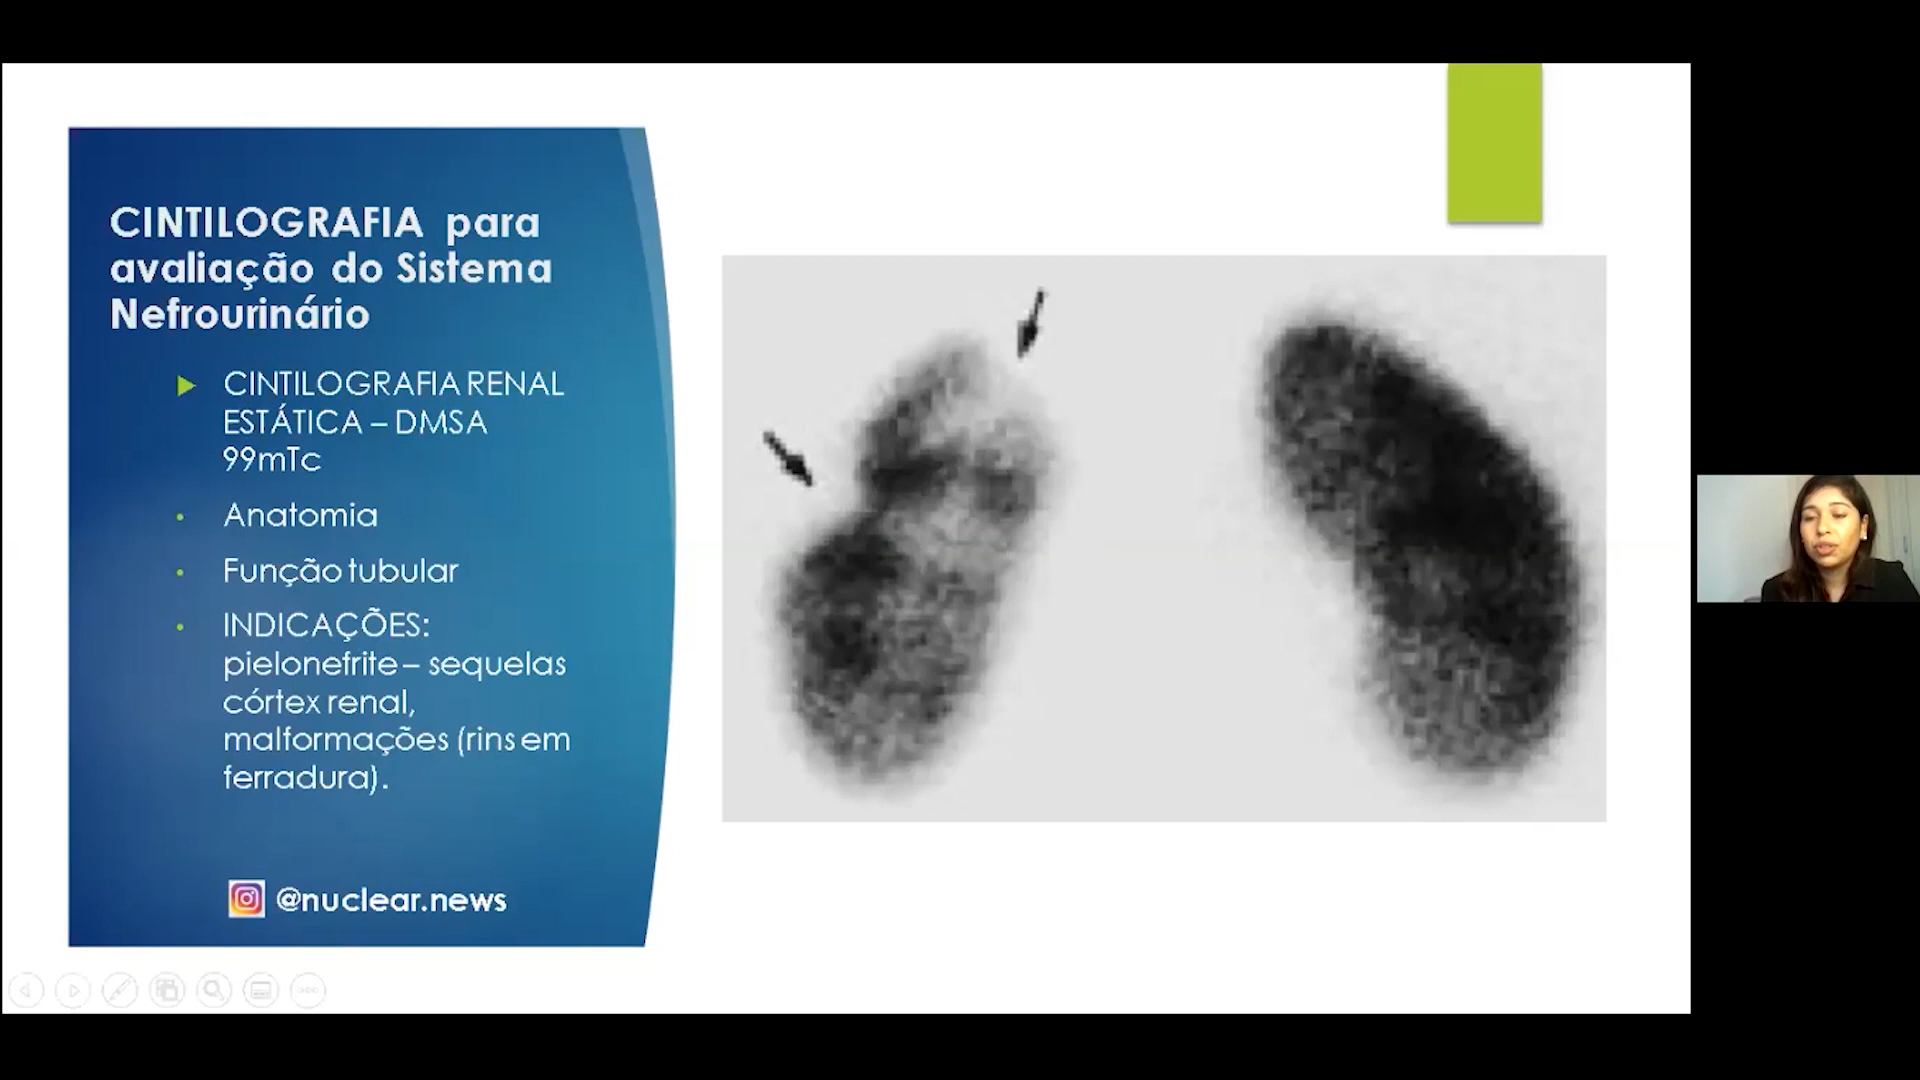 CINTILOGRAFIA para
avaliação do Sistema
Nefrourinário
CINTILOGRAFIA RENAL
ESTÁTICA – DMSA
99mTc
Anatomia
Função tubular
INDICAÇÕES:
pielonefrite – sequelas
córtex renal,
malformações (rins em
ferradura).
@nuclear.news